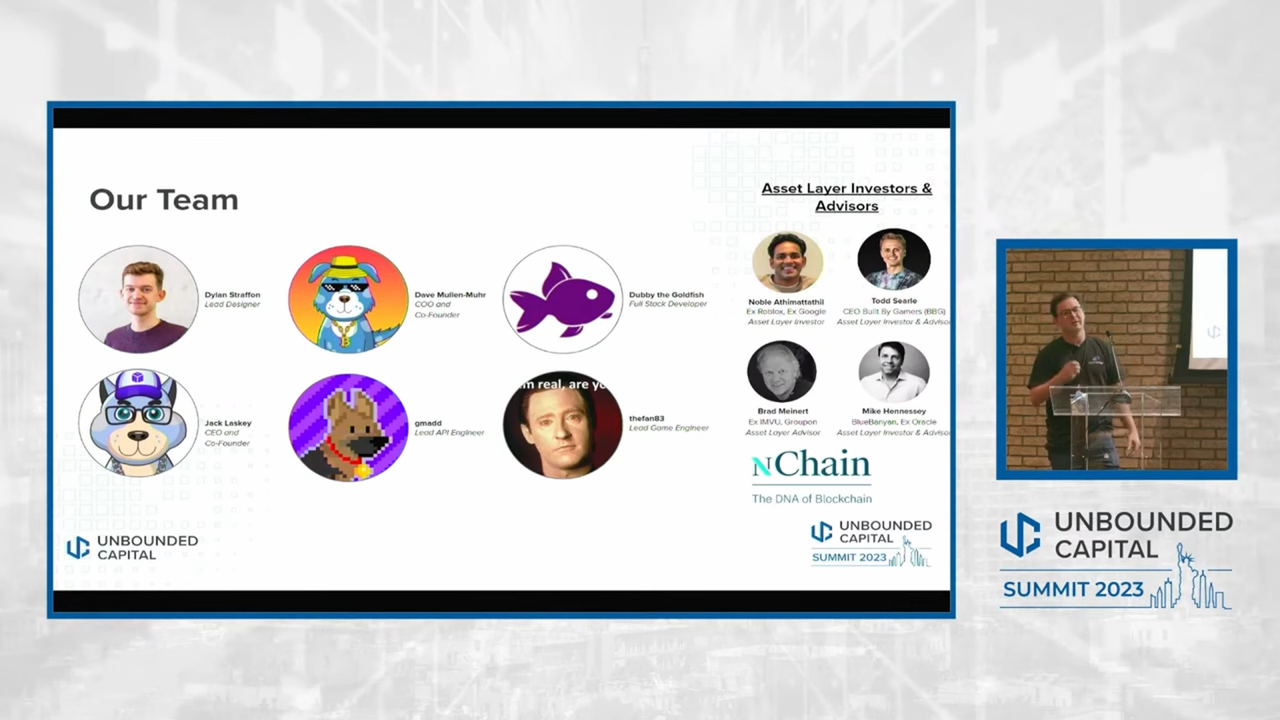 Our Team
Asset Layer Investors &
Advisors
Dylan Straffon
Lead Designer
Dave Mullen-Muhr
COO and
Co-Founder
Dubby the Goldfish
Full Stack Developer
Noble Athimattathil
Ex Roblox, Ex Google
Asset Layer Investor
Todd Searle
CEO Built By Gamers (BBG)
Asset Layer Investor & Advisor
Jack Laskey
CEO and
Co-Founder
gmadd
Lead API Engineer
m real, are yo
thefan83
Lead Game Engineer
Brad Meinert
Ex IMVU, Groupon
Asset Layer Advisor
Mike Hennessey
BlueBanyan, Ex Oracle
Asset Layer Investor & Advisor
nChain
The DNA of Blockchain
UNBOUNDED
CAPITAL
UNBOUNDED
CAPITAL
SUMMIT 2023
UNBOUNDED
CAPITAL
SUMMIT 2023